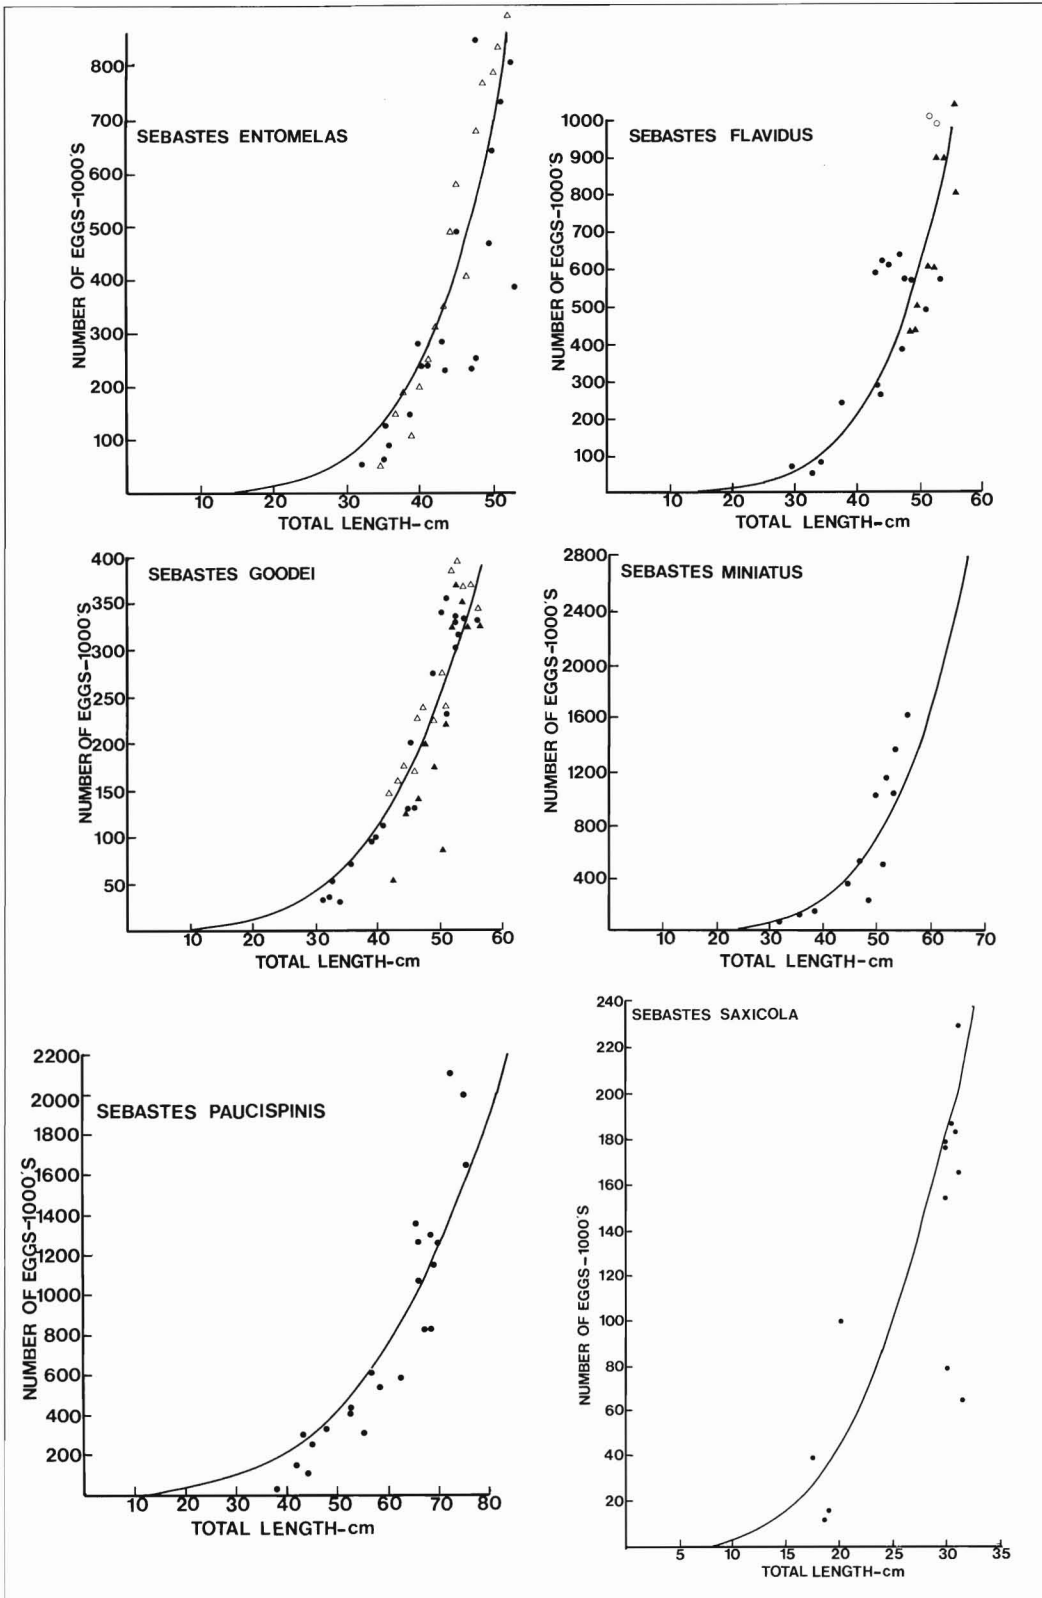 SEBASTES ENTOMELAS
NUMBER OF EGGS-1000'S
800
700
600
500
400
300
200
100
10 20 30 40 50
TOTAL LENGTH-cm
SEBASTES FLAVIDUS
NUMBER OF EGGS-1000'S
1000
900
800
700
600
500
400
300
200
100
10 20 30 40 50 60
TOTAL LENGTH-cm
SEBASTES GOODEI
NUMBER OF EGGS-1000'S
400
350
300
250
200
150
100
50
10 20 30 40 50 60
TOTAL LENGTH-cm
SEBASTES MINIATUS
NUMBER OF EGGS-1000'S
2800
2400
2000
1600
1200
800
400
10 20 30 40 50 60 70
TOTAL LENGTH-cm
SEBASTES PAUCISPINIS
NUMBER OF EGGS-1000'S
2200
2000
1800
1600
1400
1200
1000
800
600
400
200
10 20 30 40 50 60 70 80
TOTAL LENGTH-cm
SEBASTES SAXICOLA
NUMBER OF EGGS-1000'S
240
220
200
180
160
140
120
100
80
60
40
20
5 10 15 20 25 30 35
TOTAL LENGTH-cm